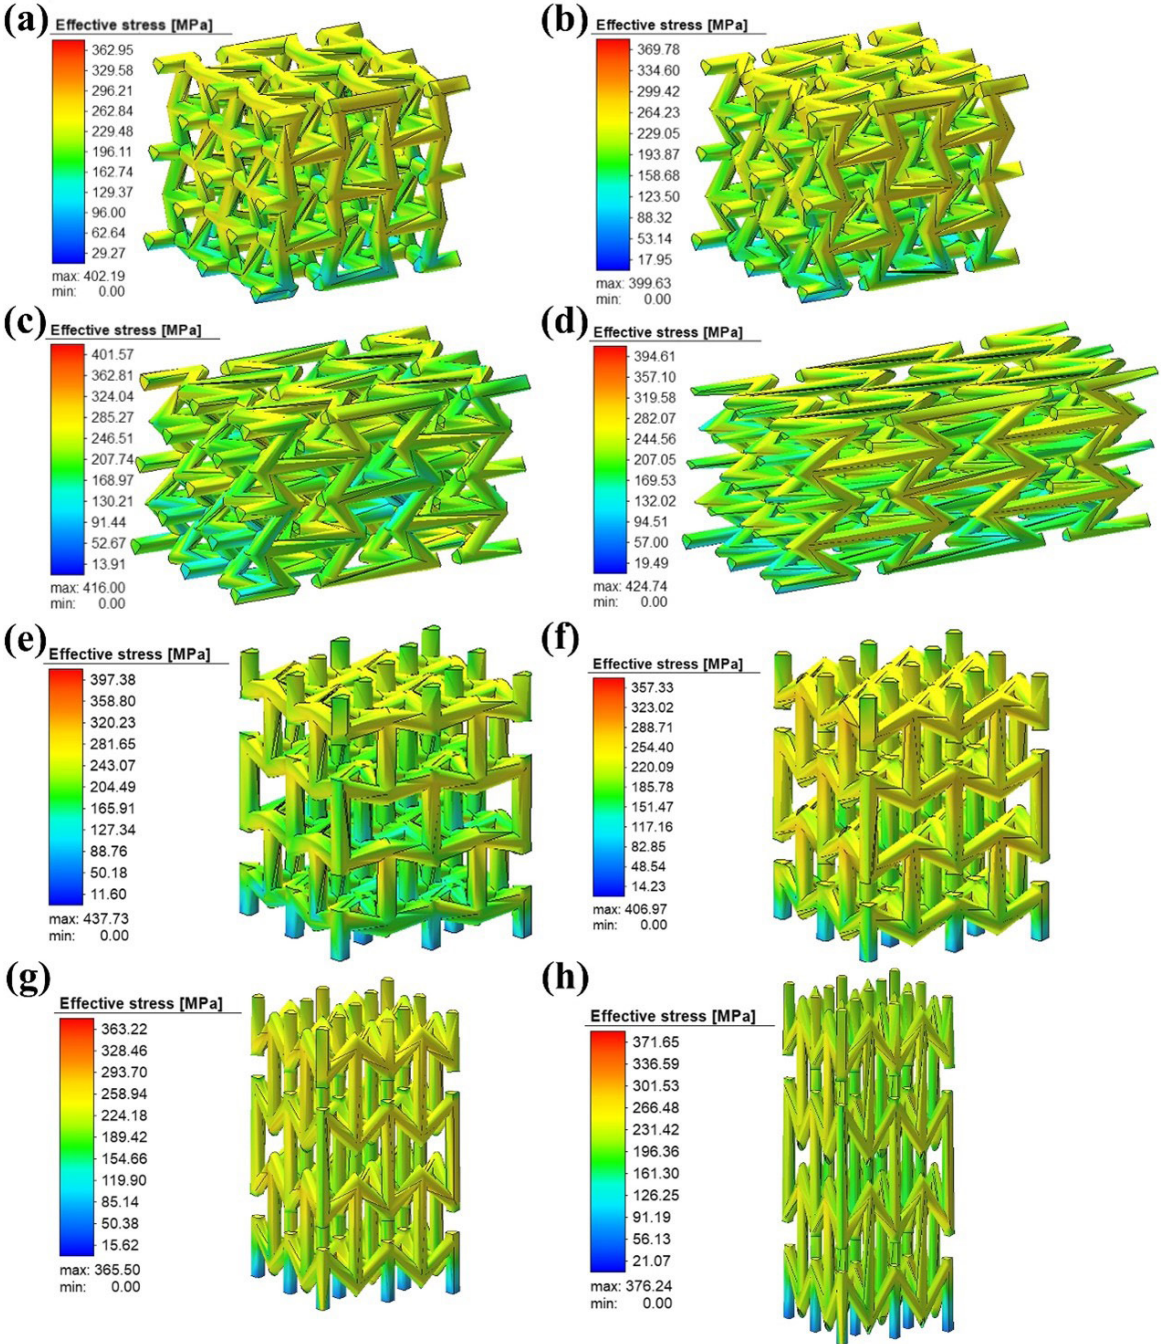 (a)
Effective stress [MPa]
362.95
329.58
296.21
262.84
229.48
196.11
162.74
129.37
96.00
62.64
29.27
max: 402.19
min: 0.00
(b)
Effective stress [MPa]
369.78
334.60
299.42
264.23
229.05
193.87
158.68
123.50
88.32
53.14
17.95
max: 399.63
min: 0.00
(c)
Effective stress [MPa]
401.57
362.81
324.04
285.27
246.51
207.74
168.97
130.21
91.44
52.67
13.91
max: 416.00
min: 0.00
(d)
Effective stress [MPa]
394.61
357.10
319.58
282.07
244.56
207.05
169.53
132.02
94.51
57.00
19.49
max: 424.74
min: 0.00
(e)
Effective stress [MPa]
397.38
358.80
320.23
281.65
243.07
204.49
165.91
127.34
88.76
50.18
11.60
max: 437.73
min: 0.00
(f)
Effective stress [MPa]
357.33
323.02
288.71
254.40
220.09
185.78
151.47
117.16
82.85
48.54
14.23
max: 406.97
min: 0.00
(g)
Effective stress [MPa]
363.22
328.46
293.70
258.94
224.18
189.42
154.66
119.90
85.14
50.38
15.62
max: 365.50
min: 0.00
(h)
Effective stress [MPa]
371.65
336.59
301.53
266.48
231.42
196.36
161.30
126.25
91.19
56.13
21.07
max: 376.24
min: 0.00